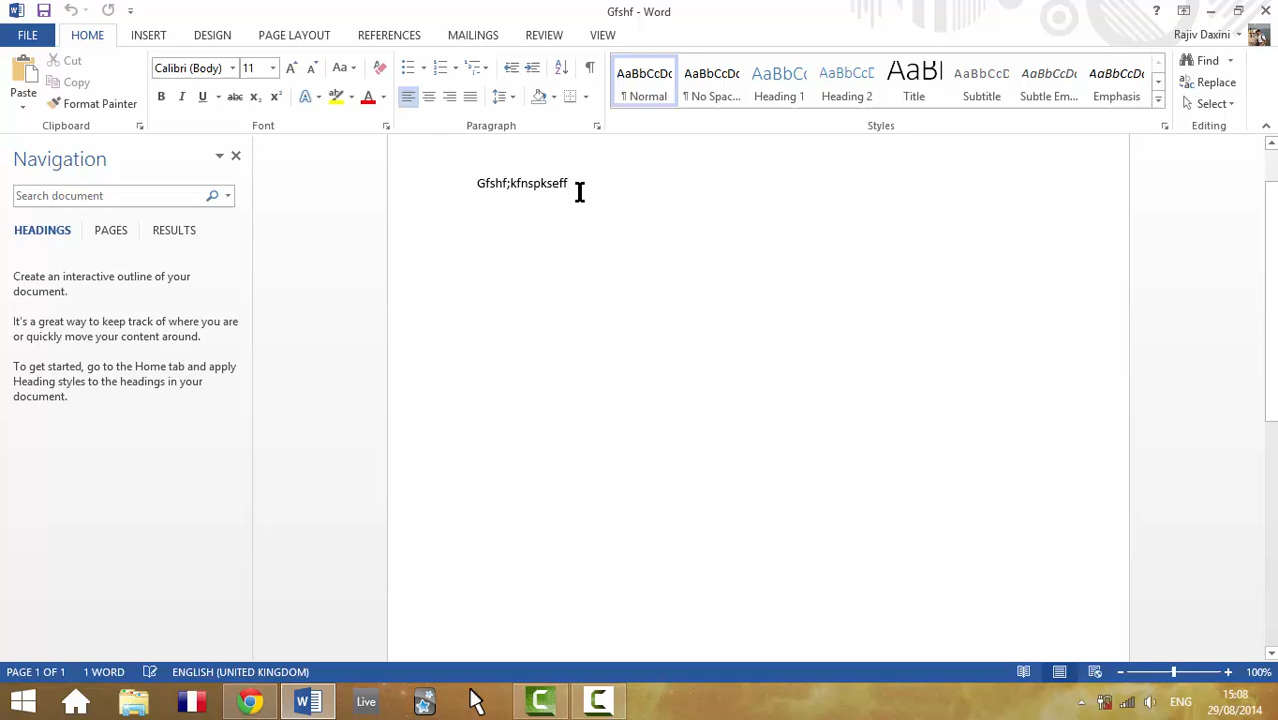 Gfshf - Word
Rajiv Daxini
FILE HOME INSERT DESIGN PAGE LAYOUT REFERENCES MAILINGS REVIEW VIEW
Cut
Copy
Paste
Format Painter
Clipboard
Calibri (Body) 11
Font
Paragraph
AaBbCcDc AaBbCcDc AaBbCc AaBbCcD AaBl AaBbCcD AaBbCcDc AaBbCcDc
¶ Normal ¶ No Spac... Heading 1 Heading 2 Title Subtitle Subtle Em... Emphasis
Styles
Find
Replace
Select
Editing
Navigation
Search document
HEADINGS PAGES RESULTS
Create an interactive outline of your
document.
It's a great way to keep track of where you are
or quickly move your content around.
To get started, go to the Home tab and apply
Heading styles to the headings in your
document.
Gfshf;kfnspkseff
PAGE 1 OF 1 1 WORD ENGLISH (UNITED KINGDOM) 100%
Live
ENG
15:08
29/08/2014